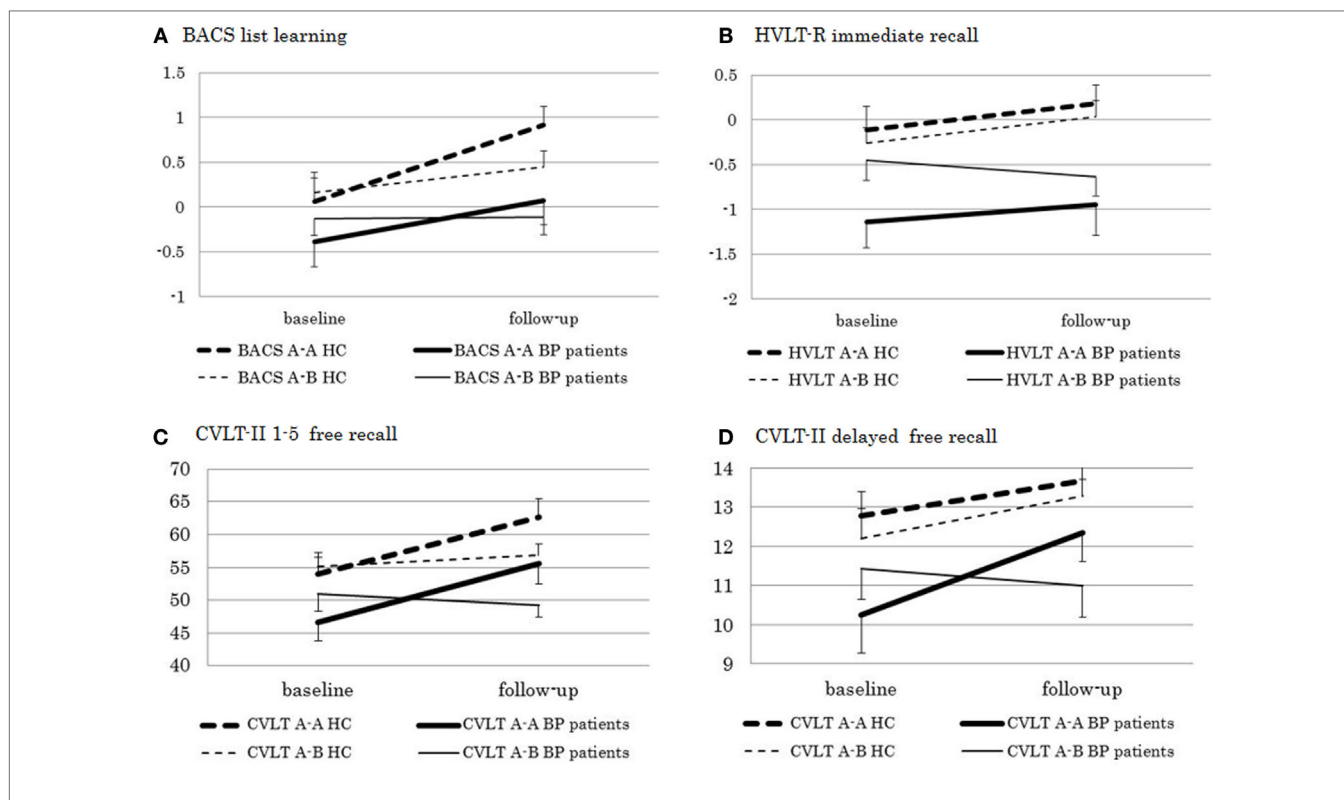 A BACS list learning
1.5
1
0.5
0
-0.5
-1
baseline follow-up
BACS A-A HC BACS A-A BP patients
BACS A-B HC BACS A-B BP patients
B HVLT-R immediate recall
0.5
0
-0.5
-1
-1.5
-2
baseline follow-up
HVLT A-A HC HVLT A-A BP patients
HVLT A-B HC HVLT A-B BP patients
C CVLT-II 1-5 free recall
70
65
60
55
50
45
40
baseline follow-up
CVLT A-A HC CVLT A-A BP patients
CVLT A-B HC CVLT A-B BP patients
D CVLT-II delayed free recall
14
13
12
11
10
9
baseline follow-up
CVLT A-A HC CVLT A-A BP patients
CVLT A-B HC CVLT A-B BP patients